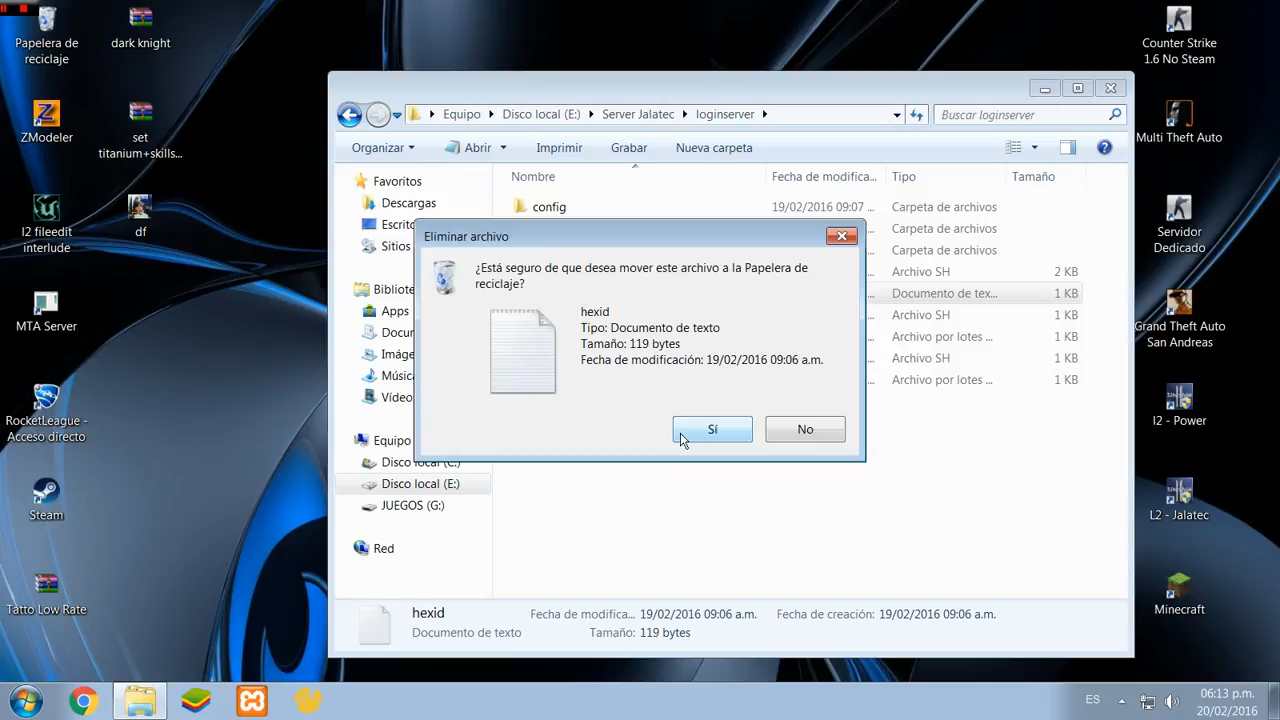 Papelera de
reciclaje
dark knight
ZModeler
set
titanium+skills...
l2 fileedit
interlude
df
MTA Server
RocketLeague -
Acceso directo
Steam
Tatto Low Rate
Equipo
Disco local (E:)
Server Jalatec
loginserver
Buscar loginserver
Organizar
Abrir
Imprimir
Grabar
Nueva carpeta
Favoritos
Descargas
Escrito
Sitios
Bibliote
Apps
Docur
Imáge
Música
Vídeo
Equipo
Disco local (C:)
Disco local (E:)
JUEGOS (G:)
Red
Nombre
Fecha de modifica...
Tipo
Tamaño
config
19/02/2016 09:07 ...
Carpeta de archivos
Carpeta de archivos
Carpeta de archivos
Archivo SH
2 KB
Documento de tex...
1 KB
Archivo SH
1 KB
Archivo por lotes ...
1 KB
Archivo SH
1 KB
Archivo por lotes ...
1 KB
Eliminar archivo
¿Está seguro de que desea mover este archivo a la Papelera de
reciclaje?
hexid
Tipo: Documento de texto
Tamaño: 119 bytes
Fecha de modificación: 19/02/2016 09:06 a.m.
Sí
No
hexid
Fecha de modifica... 19/02/2016 09:06 a.m.
Fecha de creación: 19/02/2016 09:06 a.m.
Documento de texto
Tamaño: 119 bytes
Counter Strike
1.6 No Steam
Multi Theft Auto
Servidor
Dedicado
Grand Theft Auto
San Andreas
l2 - Power
L2 - Jalatec
Minecraft
ES
06:13 p.m.
20/02/2016